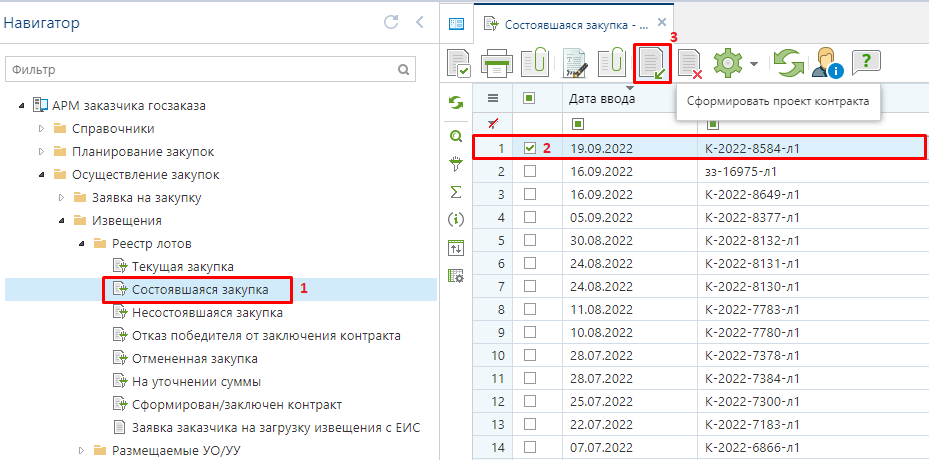 Навигатор
Фильтр
АРМ заказчика госзаказа
Справочники
Планирование закупок
Осуществление закупок
Заявка на закупку
Извещения
Реестр лотов
Текущая закупка
Состоявшаяся закупка 1
Несостоявшаяся закупка
Отказ победителя от заключения контракта
Отмененная закупка
На уточнении суммы
Сформирован/заключен контракт
Заявка заказчика на загрузку извещения с ЕИС
Размещаемые УО/УУ
Состоявшаяся закупка - ...
3
Дата ввода
Сформировать проект контракта
1 2 19.09.2022 К-2022-8584-л1
2 16.09.2022 зз-16975-л1
3 16.09.2022 К-2022-8649-л1
4 05.09.2022 К-2022-8377-л1
5 30.08.2022 К-2022-8132-л1
6 24.08.2022 К-2022-8131-л1
7 24.08.2022 К-2022-8130-л1
8 11.08.2022 К-2022-7783-л1
9 10.08.2022 К-2022-7780-л1
10 28.07.2022 К-2022-7378-л1
11 28.07.2022 К-2022-7384-л1
12 25.07.2022 К-2022-7300-л1
13 22.07.2022 К-2022-7183-л1
14 07.07.2022 К-2022-6866-л1